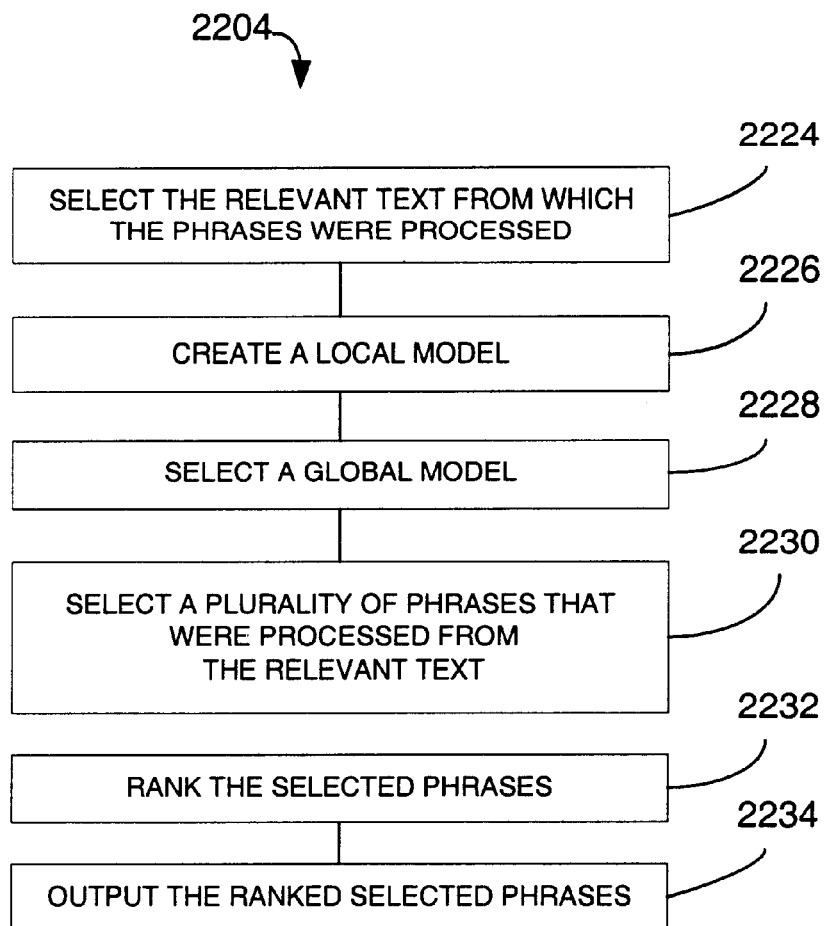 2204
2224
SELECT THE RELEVANT TEXT FROM WHICH
THE PHRASES WERE PROCESSED
2226
CREATE A LOCAL MODEL
2228
SELECT A GLOBAL MODEL
2230
SELECT A PLURALITY OF PHRASES THAT
WERE PROCESSED FROM
THE RELEVANT TEXT
2232
RANK THE SELECTED PHRASES
2234
OUTPUT THE RANKED SELECTED PHRASES